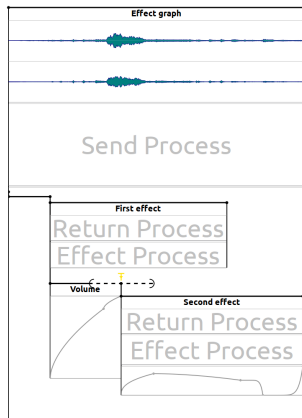 Effect graph
Send Process
First effect
Return Process
Effect Process
Volume
Second effect
Return Process
Effect Process